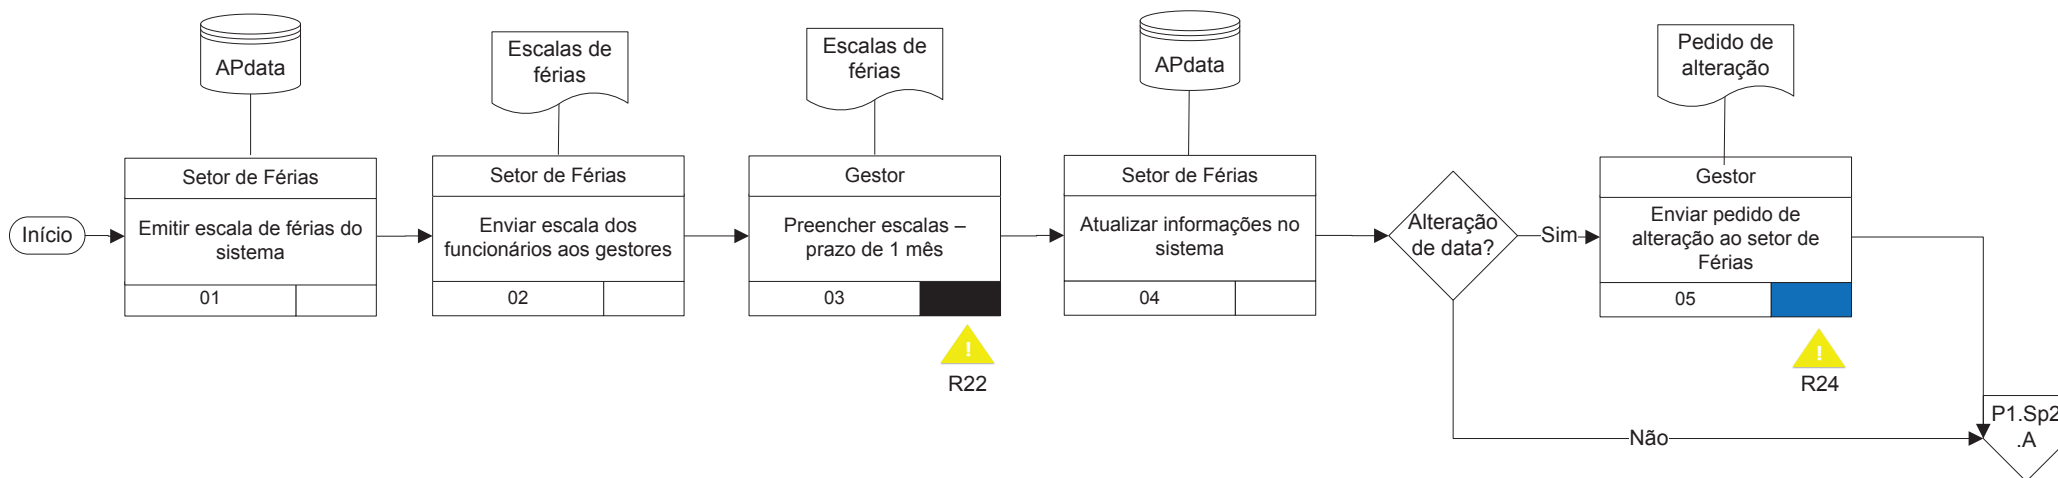 APdata
Escalas de
férias
Escalas de
férias
APdata
Pedido de
alteração
Início
Setor de Férias
Emitir escala de férias do
sistema
01
Setor de Férias
Enviar escala dos
funcionários aos gestores
02
Gestor
Preencher escalas –
prazo de 1 mês
03
!
R22
Setor de Férias
Atualizar informações no
sistema
04
Alteração
de data?
Sim
Gestor
Enviar pedido de
alteração ao setor de
Férias
05
!
R24
Não
P1.Sp2
.A